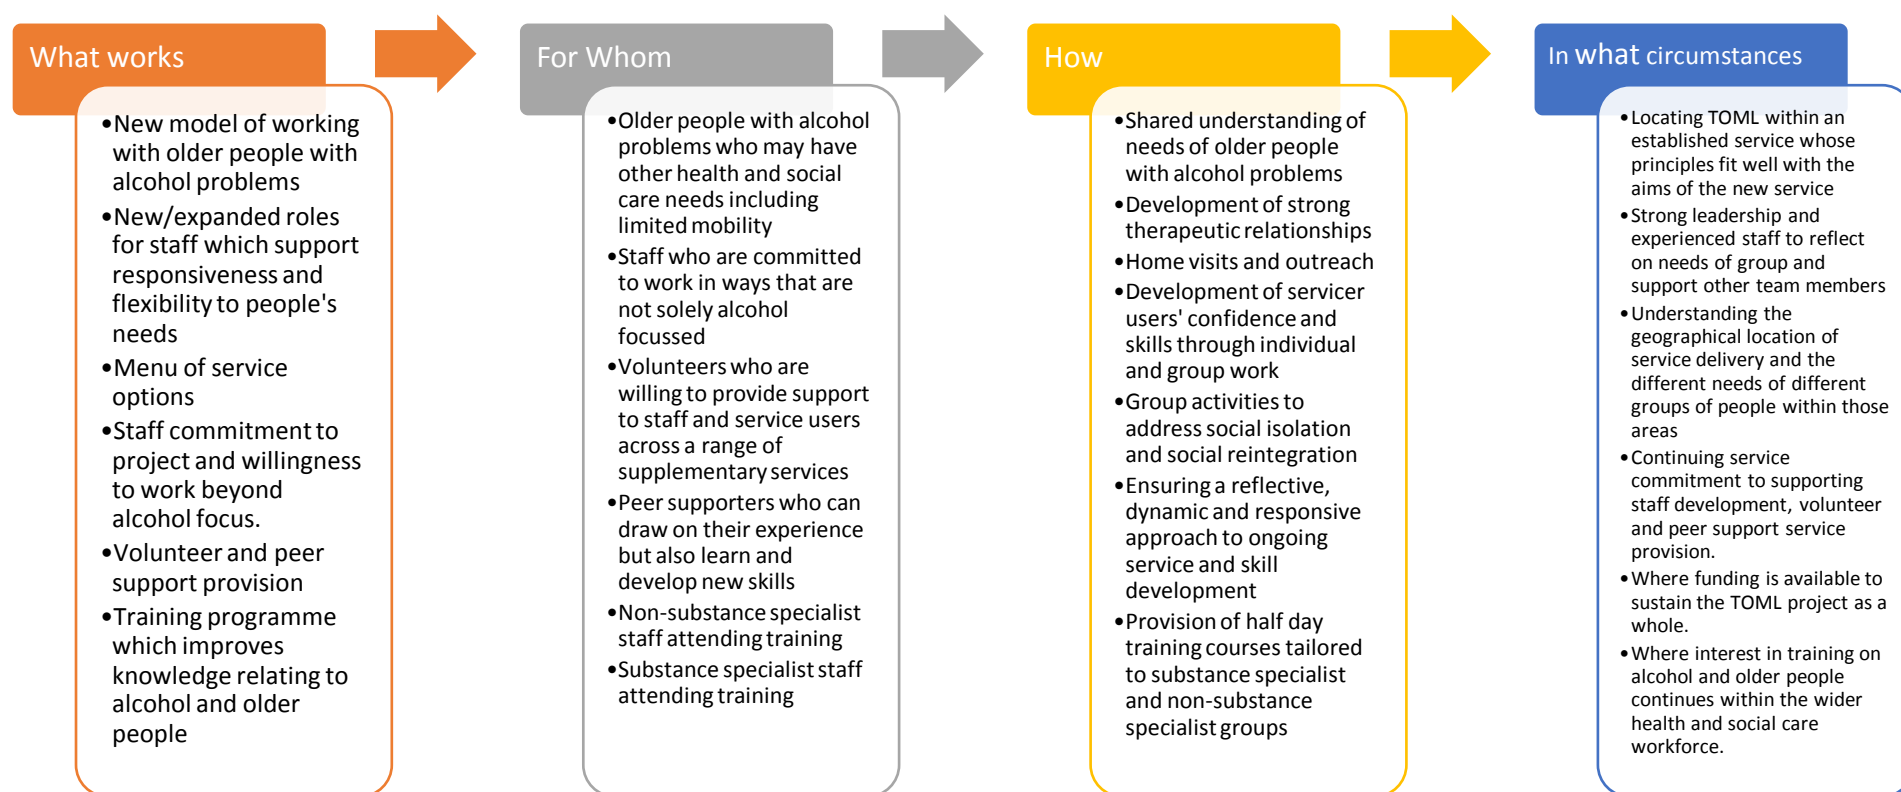 What works
•New model of working
with older people with
alcohol problems
•New/expanded roles
for staff which support
responsiveness and
flexibility to people's
needs
•Menu of service
options
•Staff commitment to
project and willingness
to work beyond
alcohol focus.
•Volunteer and peer
support provision
•Training programme
which improves
knowledge relating to
alcohol and older
people
For Whom
•Older people with alcohol
problems who may have
other health and social
care needs including
limited mobility
•Staff who are committed
to work in ways that are
not solely alcohol
focussed
•Volunteers who are
willing to provide support
to staff and service users
across a range of
supplementary services
•Peer supporters who can
draw on their experience
but also learn and
develop new skills
•Non-substance specialist
staff attending training
•Substance specialist staff
attending training
How
•Shared understanding of
needs of older people
with alcohol problems
•Development of strong
therapeutic relationships
•Home visits and outreach
•Development of servicer
users' confidence and
skills through individual
and group work
•Group activities to
address social isolation
and social reintegration
•Ensuring a reflective,
dynamic and responsive
approach to ongoing
service and skill
development
•Provision of half day
training courses tailored
to substance specialist
and non-substance
specialist groups
In what circumstances
•Locating TOML within an
established service whose
principles fit well with the
aims of the new service
•Strong leadership and
experienced staff to reflect
on needs of group and
support other team members
•Understanding the
geographical location of
service delivery and the
different needs of different
groups of people within those
areas
•Continuing service
commitment to supporting
staff development, volunteer
and peer support service
provision.
•Where funding is available to
sustain the TOML project as a
whole.
•Where interest in training on
alcohol and older people
continues within the wider
health and social care
workforce.